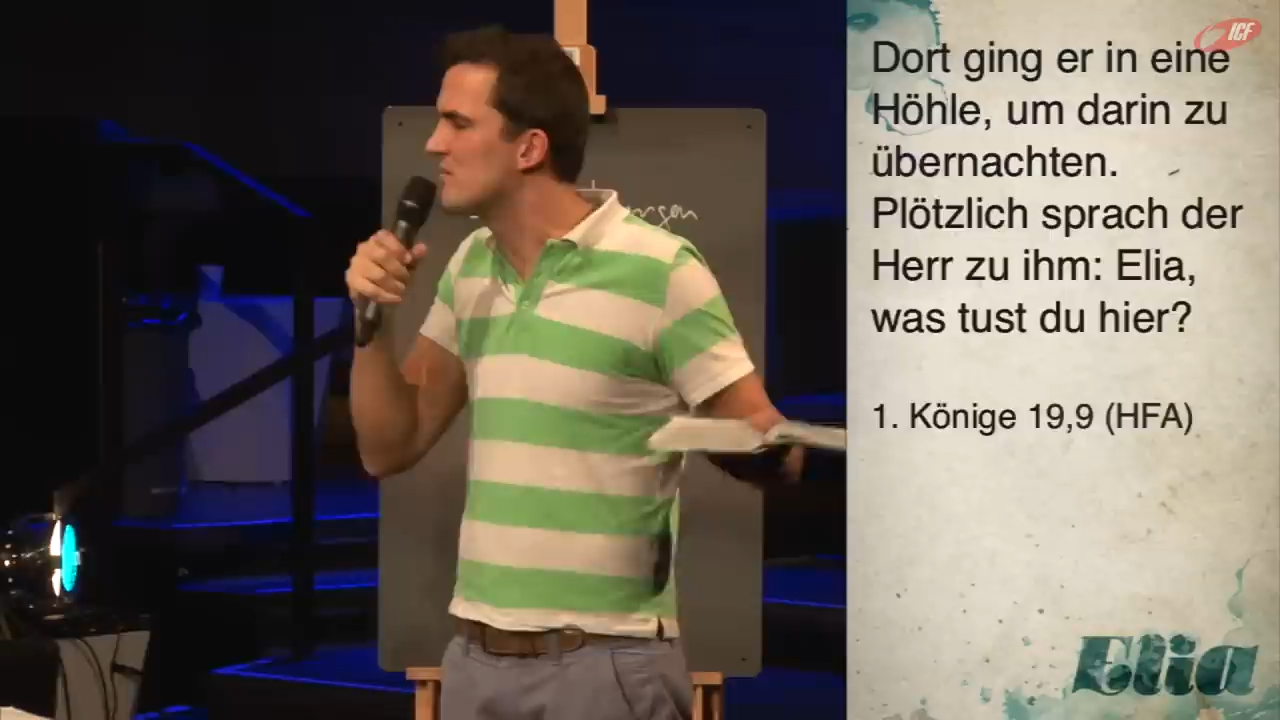 ICF
Dort ging er in eine
Höhle, um darin zu
übernachten.
Plötzlich sprach der
Herr zu ihm: Elia,
was tust du hier?
1. Könige 19,9 (HFA)
Elia